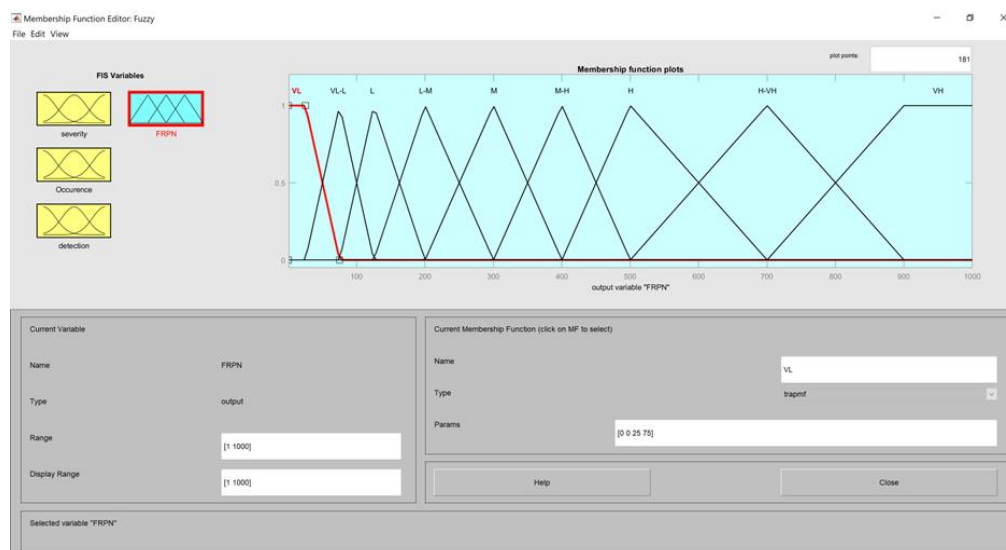 Membership Function Editor: Fuzzy
File Edit View
FIS Variables
severity
FRPN
Occurence
detection
plot points:
181
Membership function plots
VL VL-L L L-M M M-H H H-VH VH
1
0.5
0
100 200 300 400 500 600 700 800 900 1000
output variable "FRPN"
Current Variable
Name FRPN
Type output
Range [1 1000]
Display Range [1 1000]
Current Membership Function (click on MF to select)
Name VL
Type trapmf
Params [0 0 25 75]
Help Close
Selected variable "FRPN"